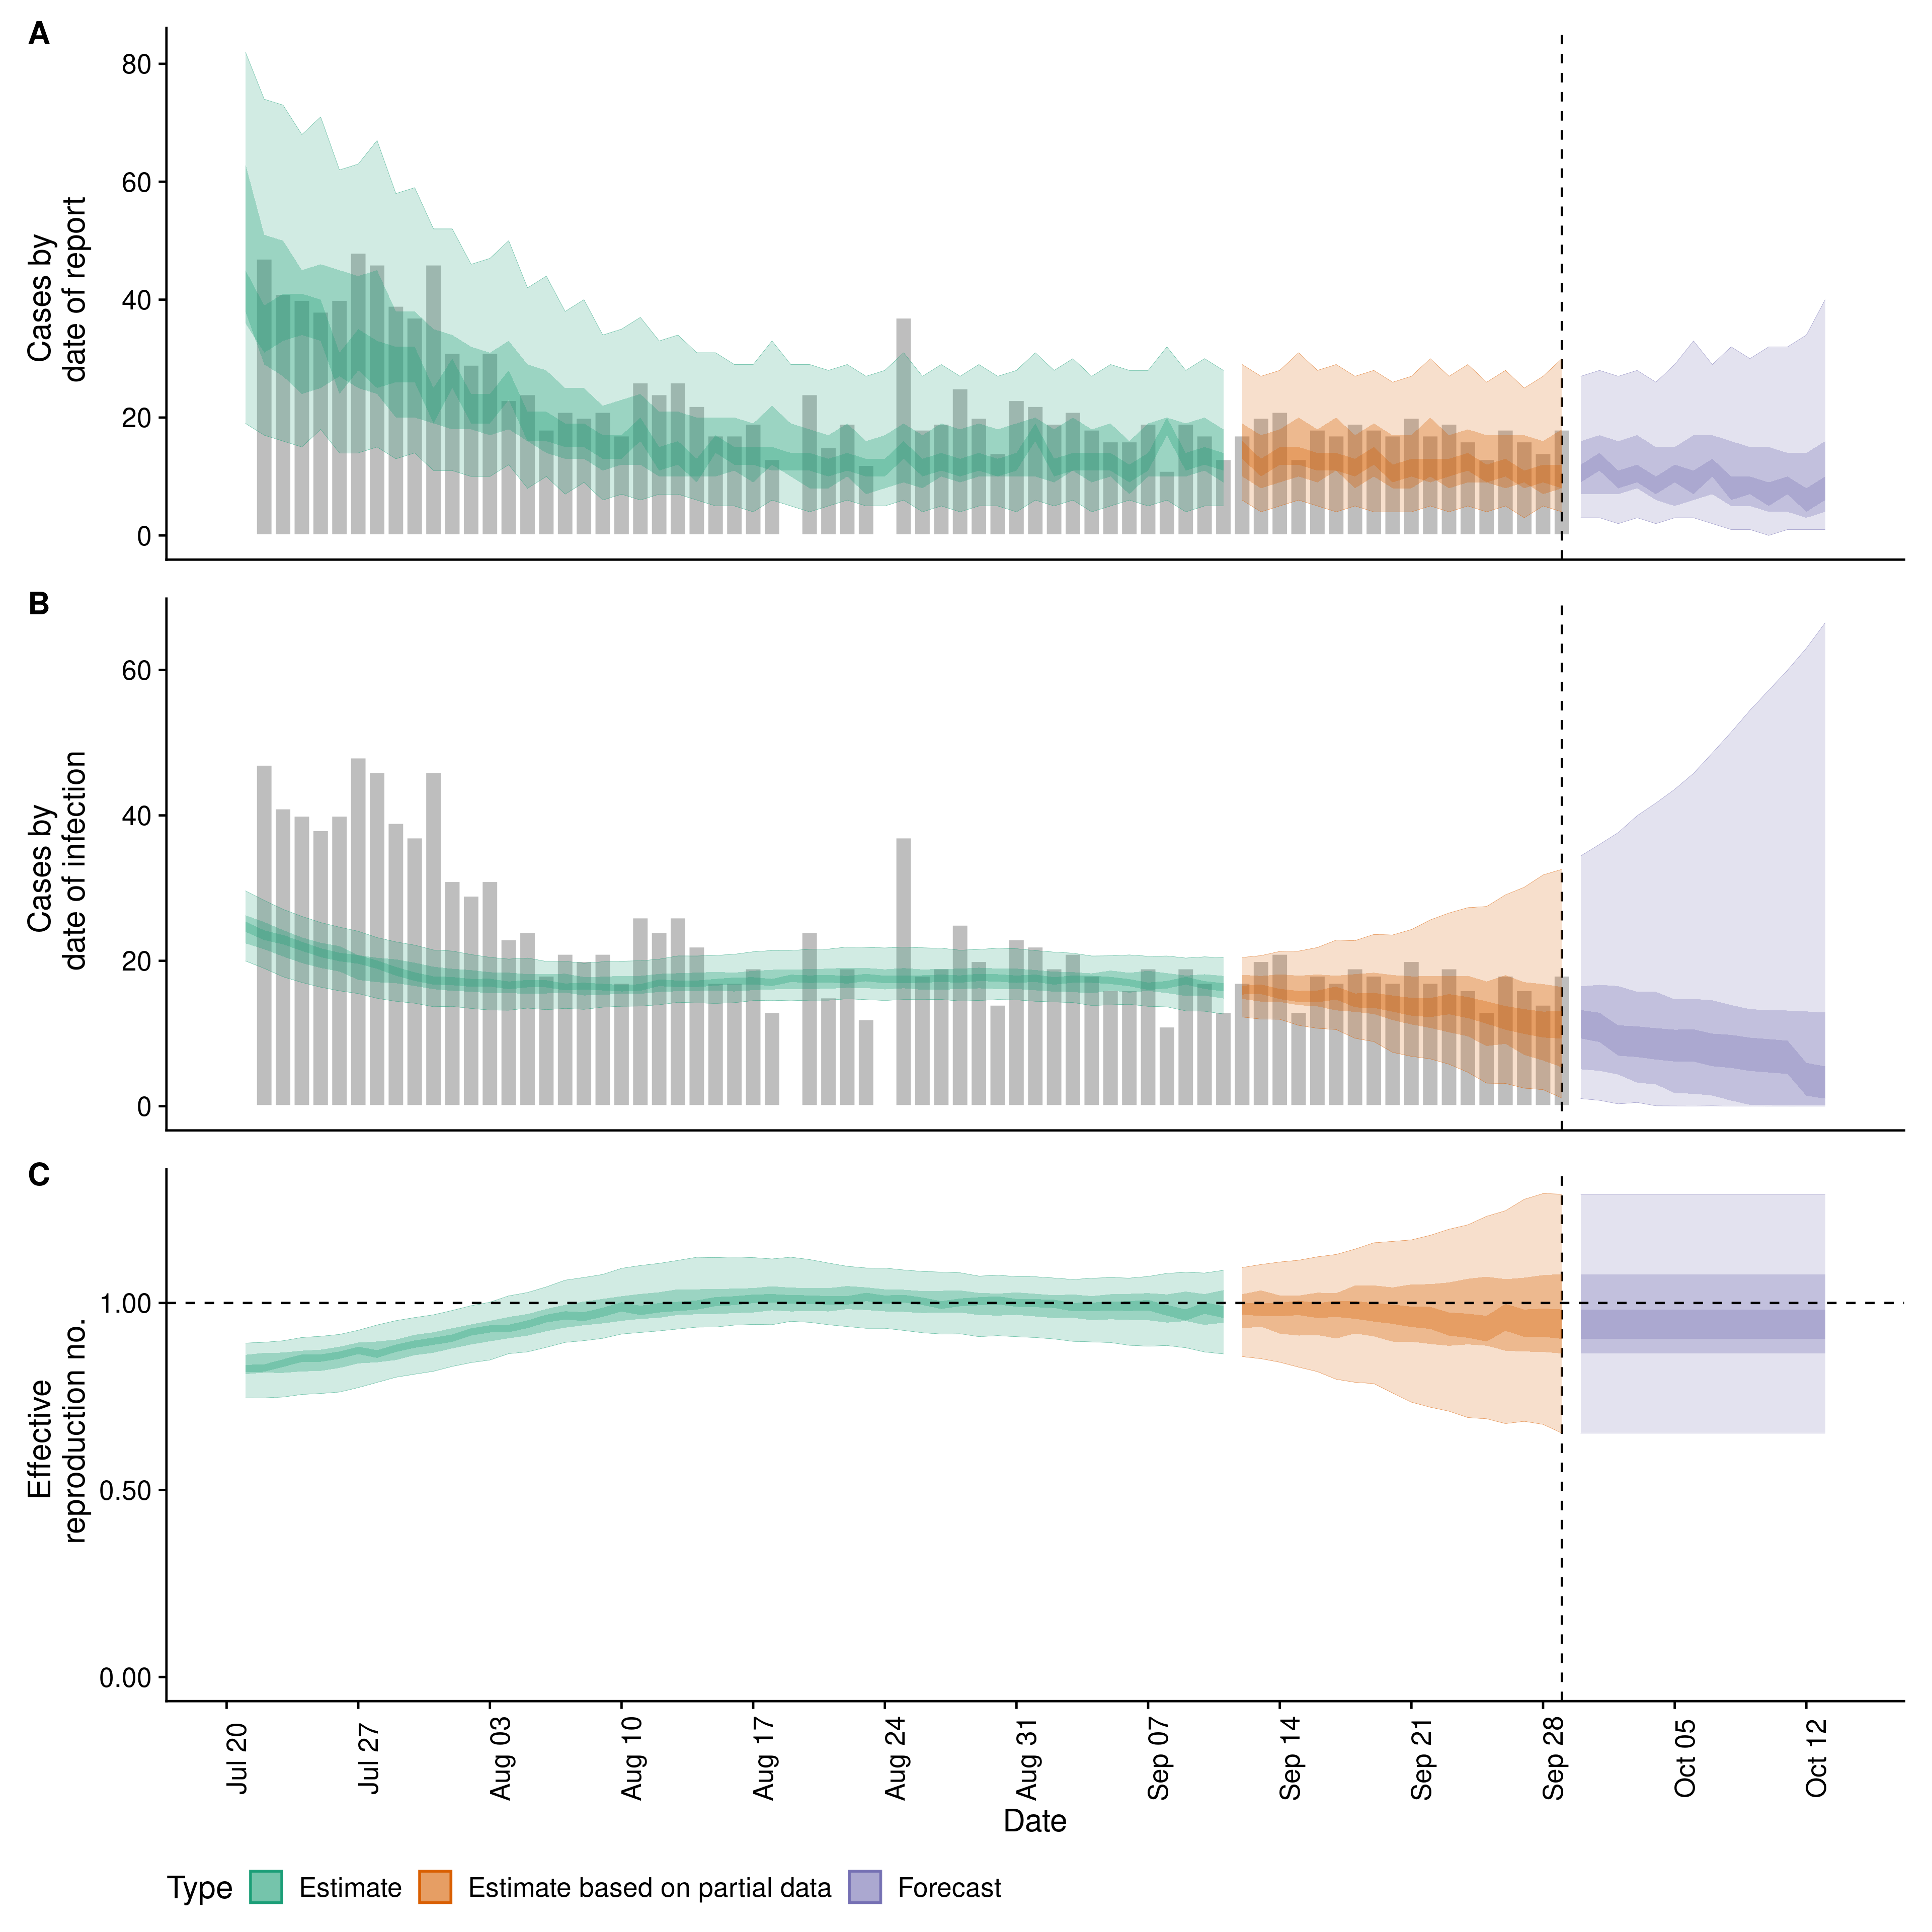 A
80
60
40
20
0
Cases by
date of report
B
60
40
20
0
Cases by
date of infection
C
1.00
0.50
0.00
Effective
reproduction no.
Jul 20
Jul 27
Aug 03
Aug 10
Aug 17
Aug 24
Aug 31
Sep 07
Sep 14
Sep 21
Sep 28
Oct 05
Oct 12
Date
Type Estimate Estimate based on partial data Forecast